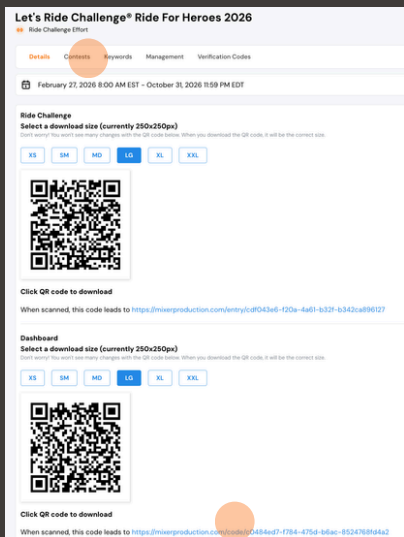 Let's Ride Challenge® Ride For Heroes 2026
Ride Challenge Effort
Details Contests Keywords Management Verification Codes
February 27, 2026 8:00 AM EST - October 31, 2026 11:59 PM EDT
Ride Challenge
Select a download size (currently 250x250px)
Don't worry! You won't see many changes with the QR code below. When you download the QR code, it will be the correct size.
XS SM MD LG XL XXL
Click QR code to download
When scanned, this code leads to https://mixerproduction.com/entry/cdf043e6-f20a-4a61-b32f-b342ca896127
Dashboard
Select a download size (currently 250x250px)
Don't worry! You won't see many changes with the QR code below. When you download the QR code, it will be the correct size.
XS SM MD LG XL XXL
Click QR code to download
When scanned, this code leads to https://mixerproduction.com/code/c0484ed7-f784-475d-b6ac-8524768fd4a2